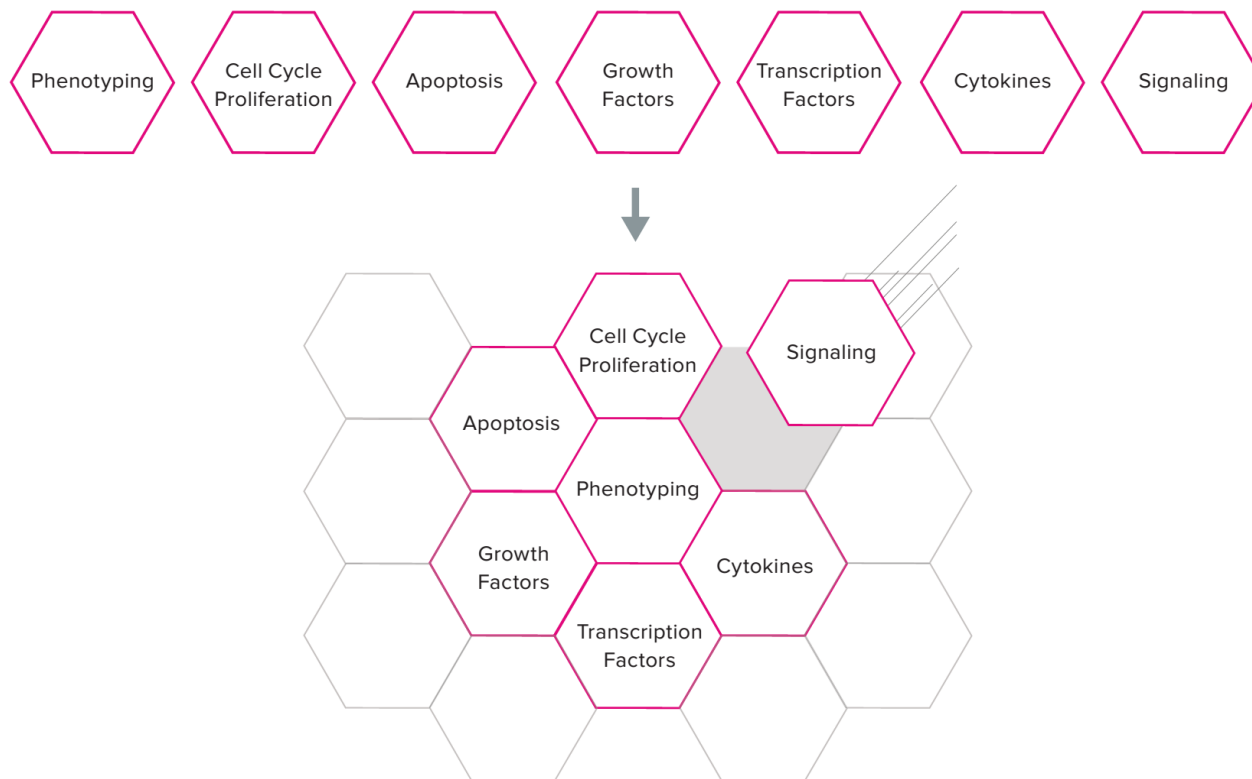 Phenotyping
Cell Cycle
Proliferation
Apoptosis
Growth
Factors
Transcription
Factors
Cytokines
Signaling
Cell Cycle
Proliferation
Signaling
Apoptosis
Phenotyping
Growth
Factors
Cytokines
Transcription
Factors